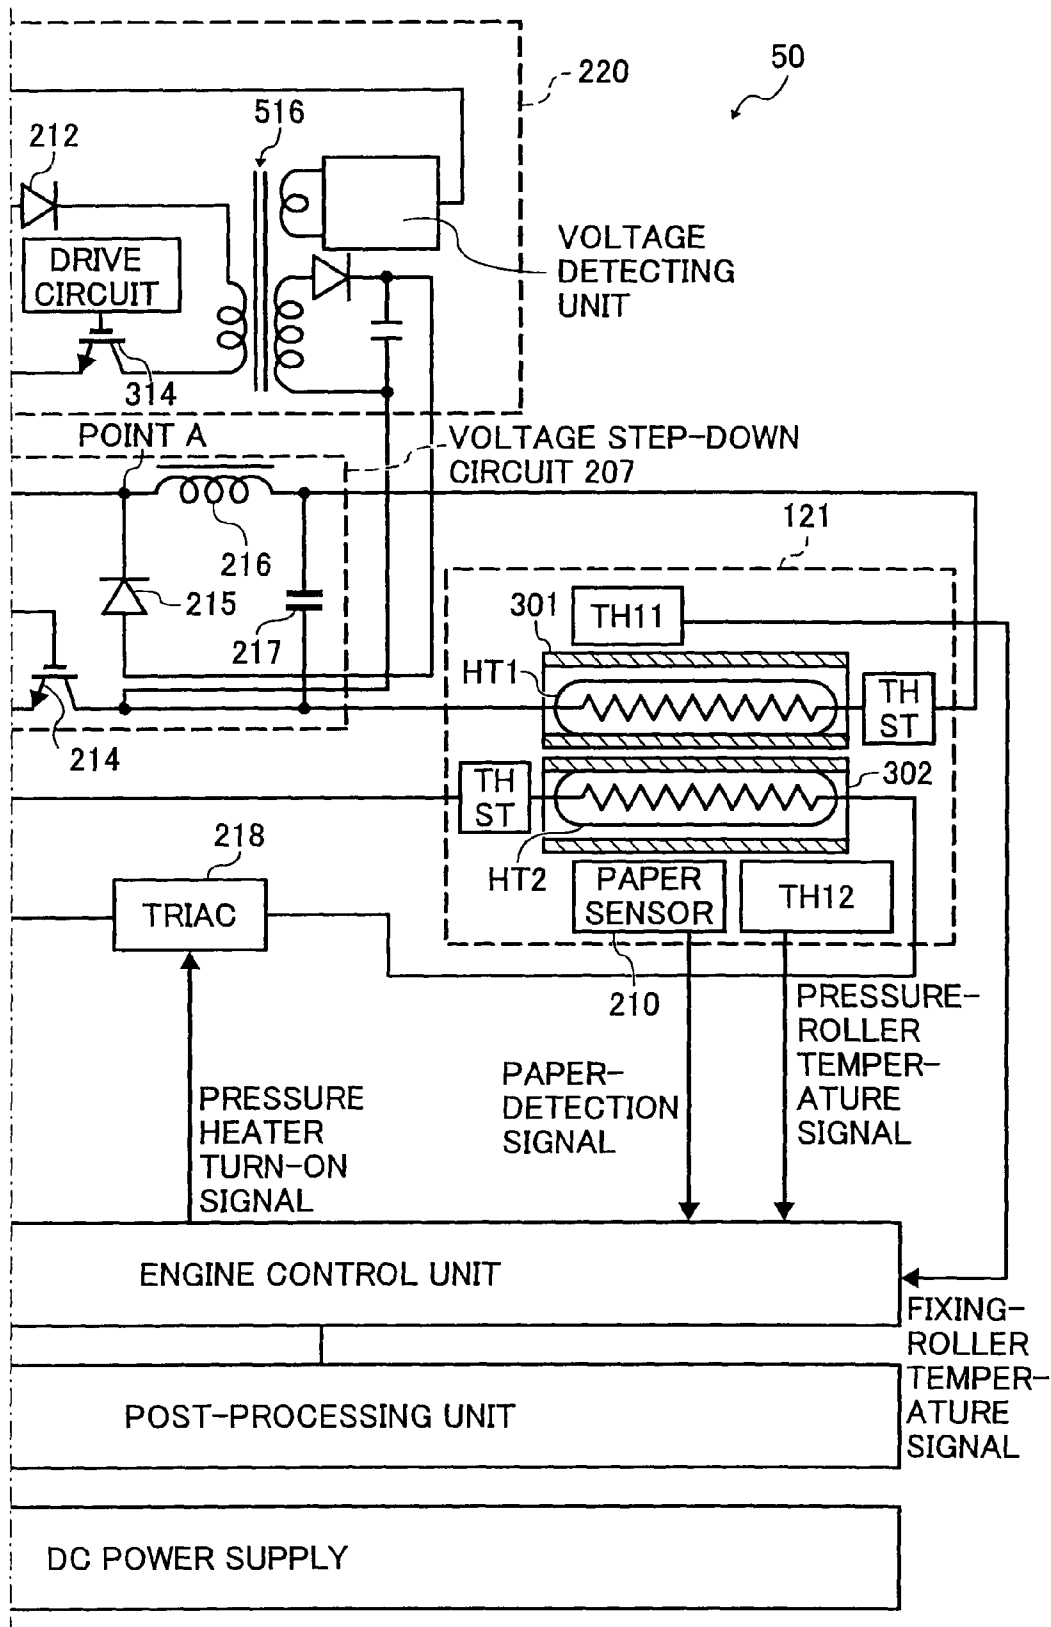 50
220
516
212
VOLTAGE
DETECTING
UNIT
DRIVE
CIRCUIT
314
POINT A
VOLTAGE STEP-DOWN
CIRCUIT 207
216
215
217
214
121
301
TH11
HT1
TH
ST
302
TH
ST
HT2
218
TRIAC
PAPER
SENSOR
TH12
210
PRESSURE-
ROLLER
TEMPER-
ATURE
SIGNAL
PAPER-
DETECTION
SIGNAL
PRESSURE
HEATER
TURN-ON
SIGNAL
ENGINE CONTROL UNIT
FIXING-
ROLLER
TEMPER-
ATURE
SIGNAL
POST-PROCESSING UNIT
DC POWER SUPPLY